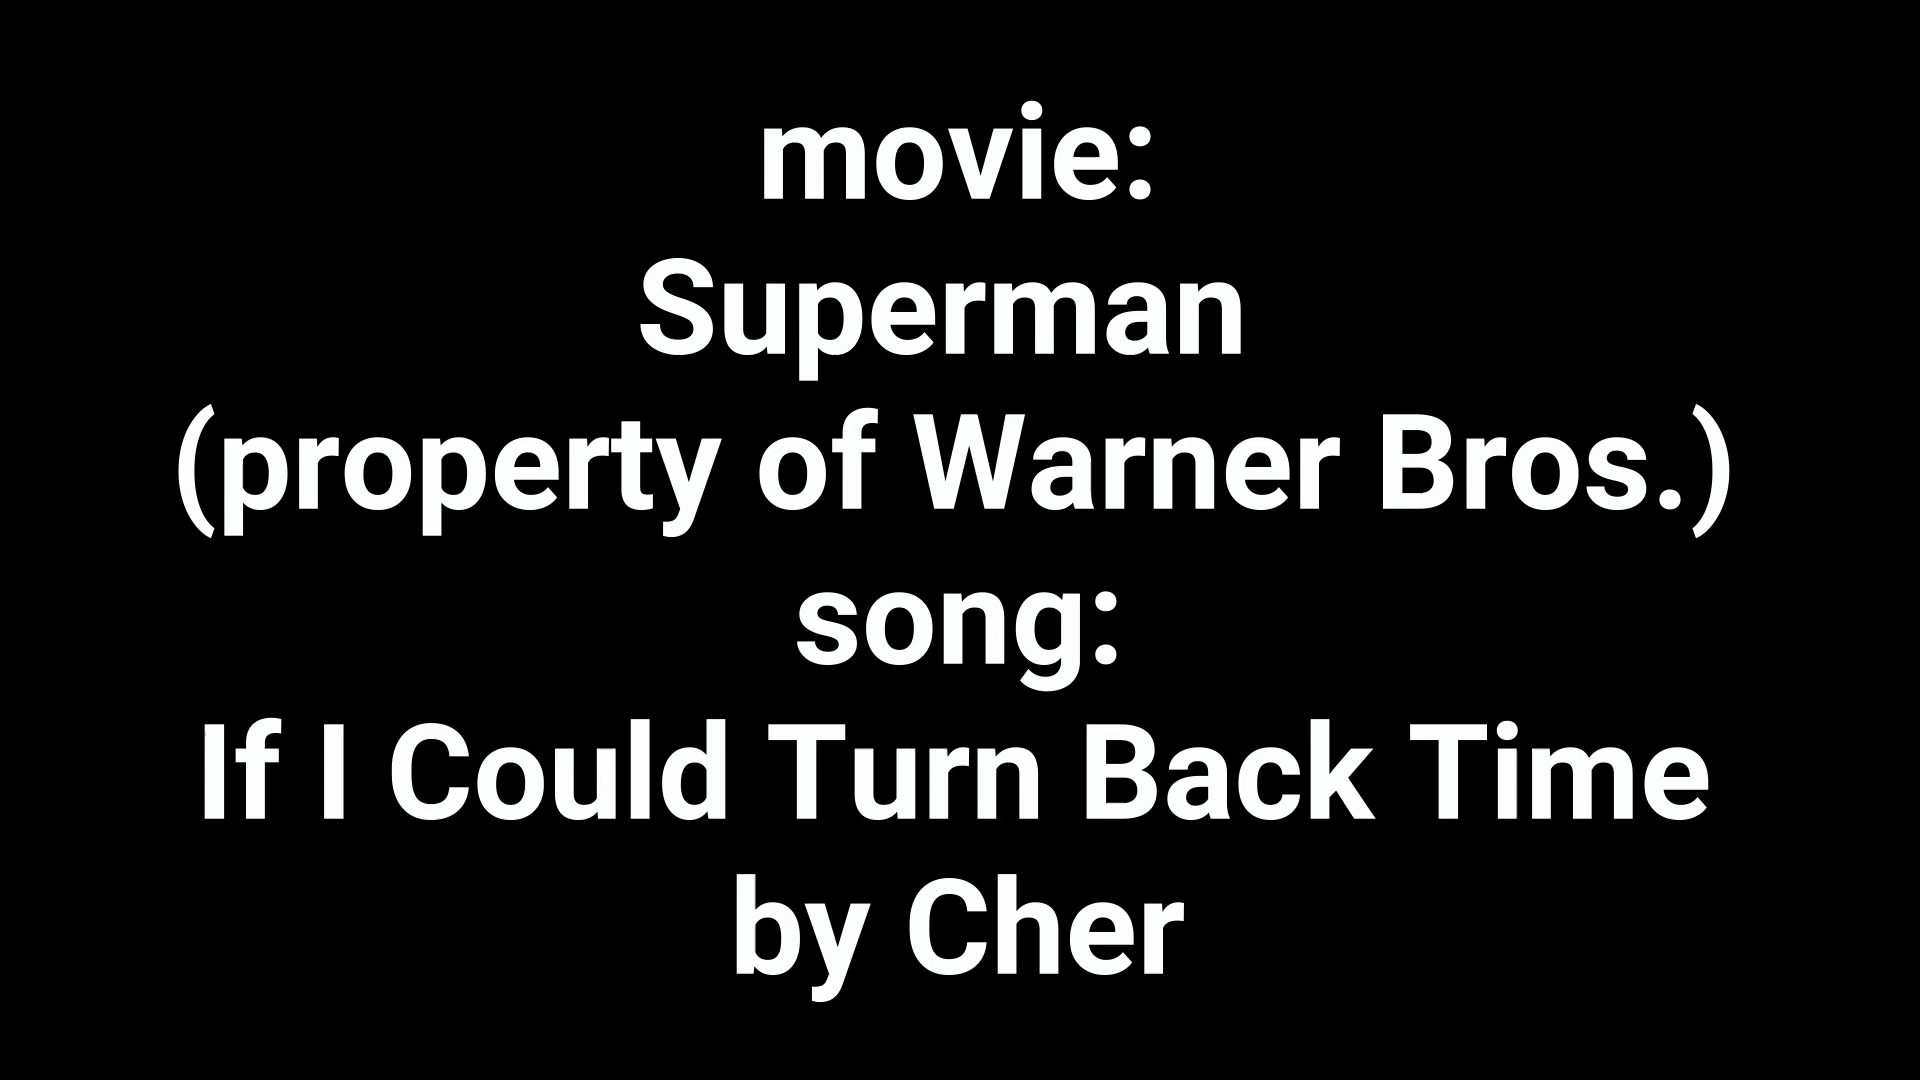 movie:
Superman
(property of Warner Bros.)
song:
If I Could Turn Back Time
by Cher